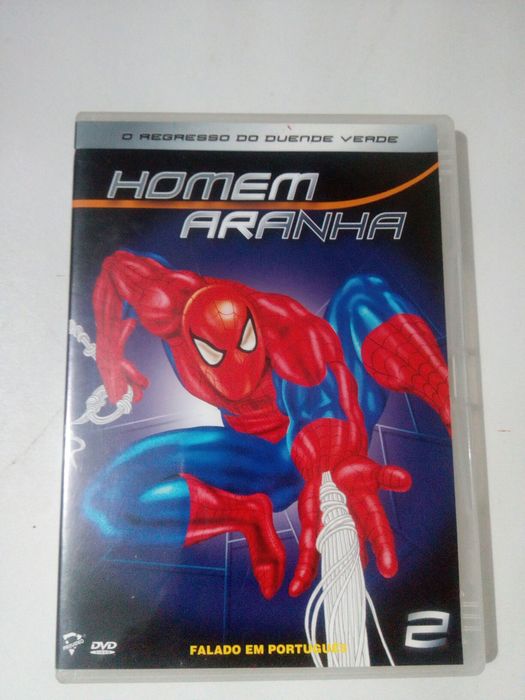 O REGRESSO DO DUENDE VERDE
HOMEM
ARANHA
DVD
FALADO EM PORTUGUÊS
2